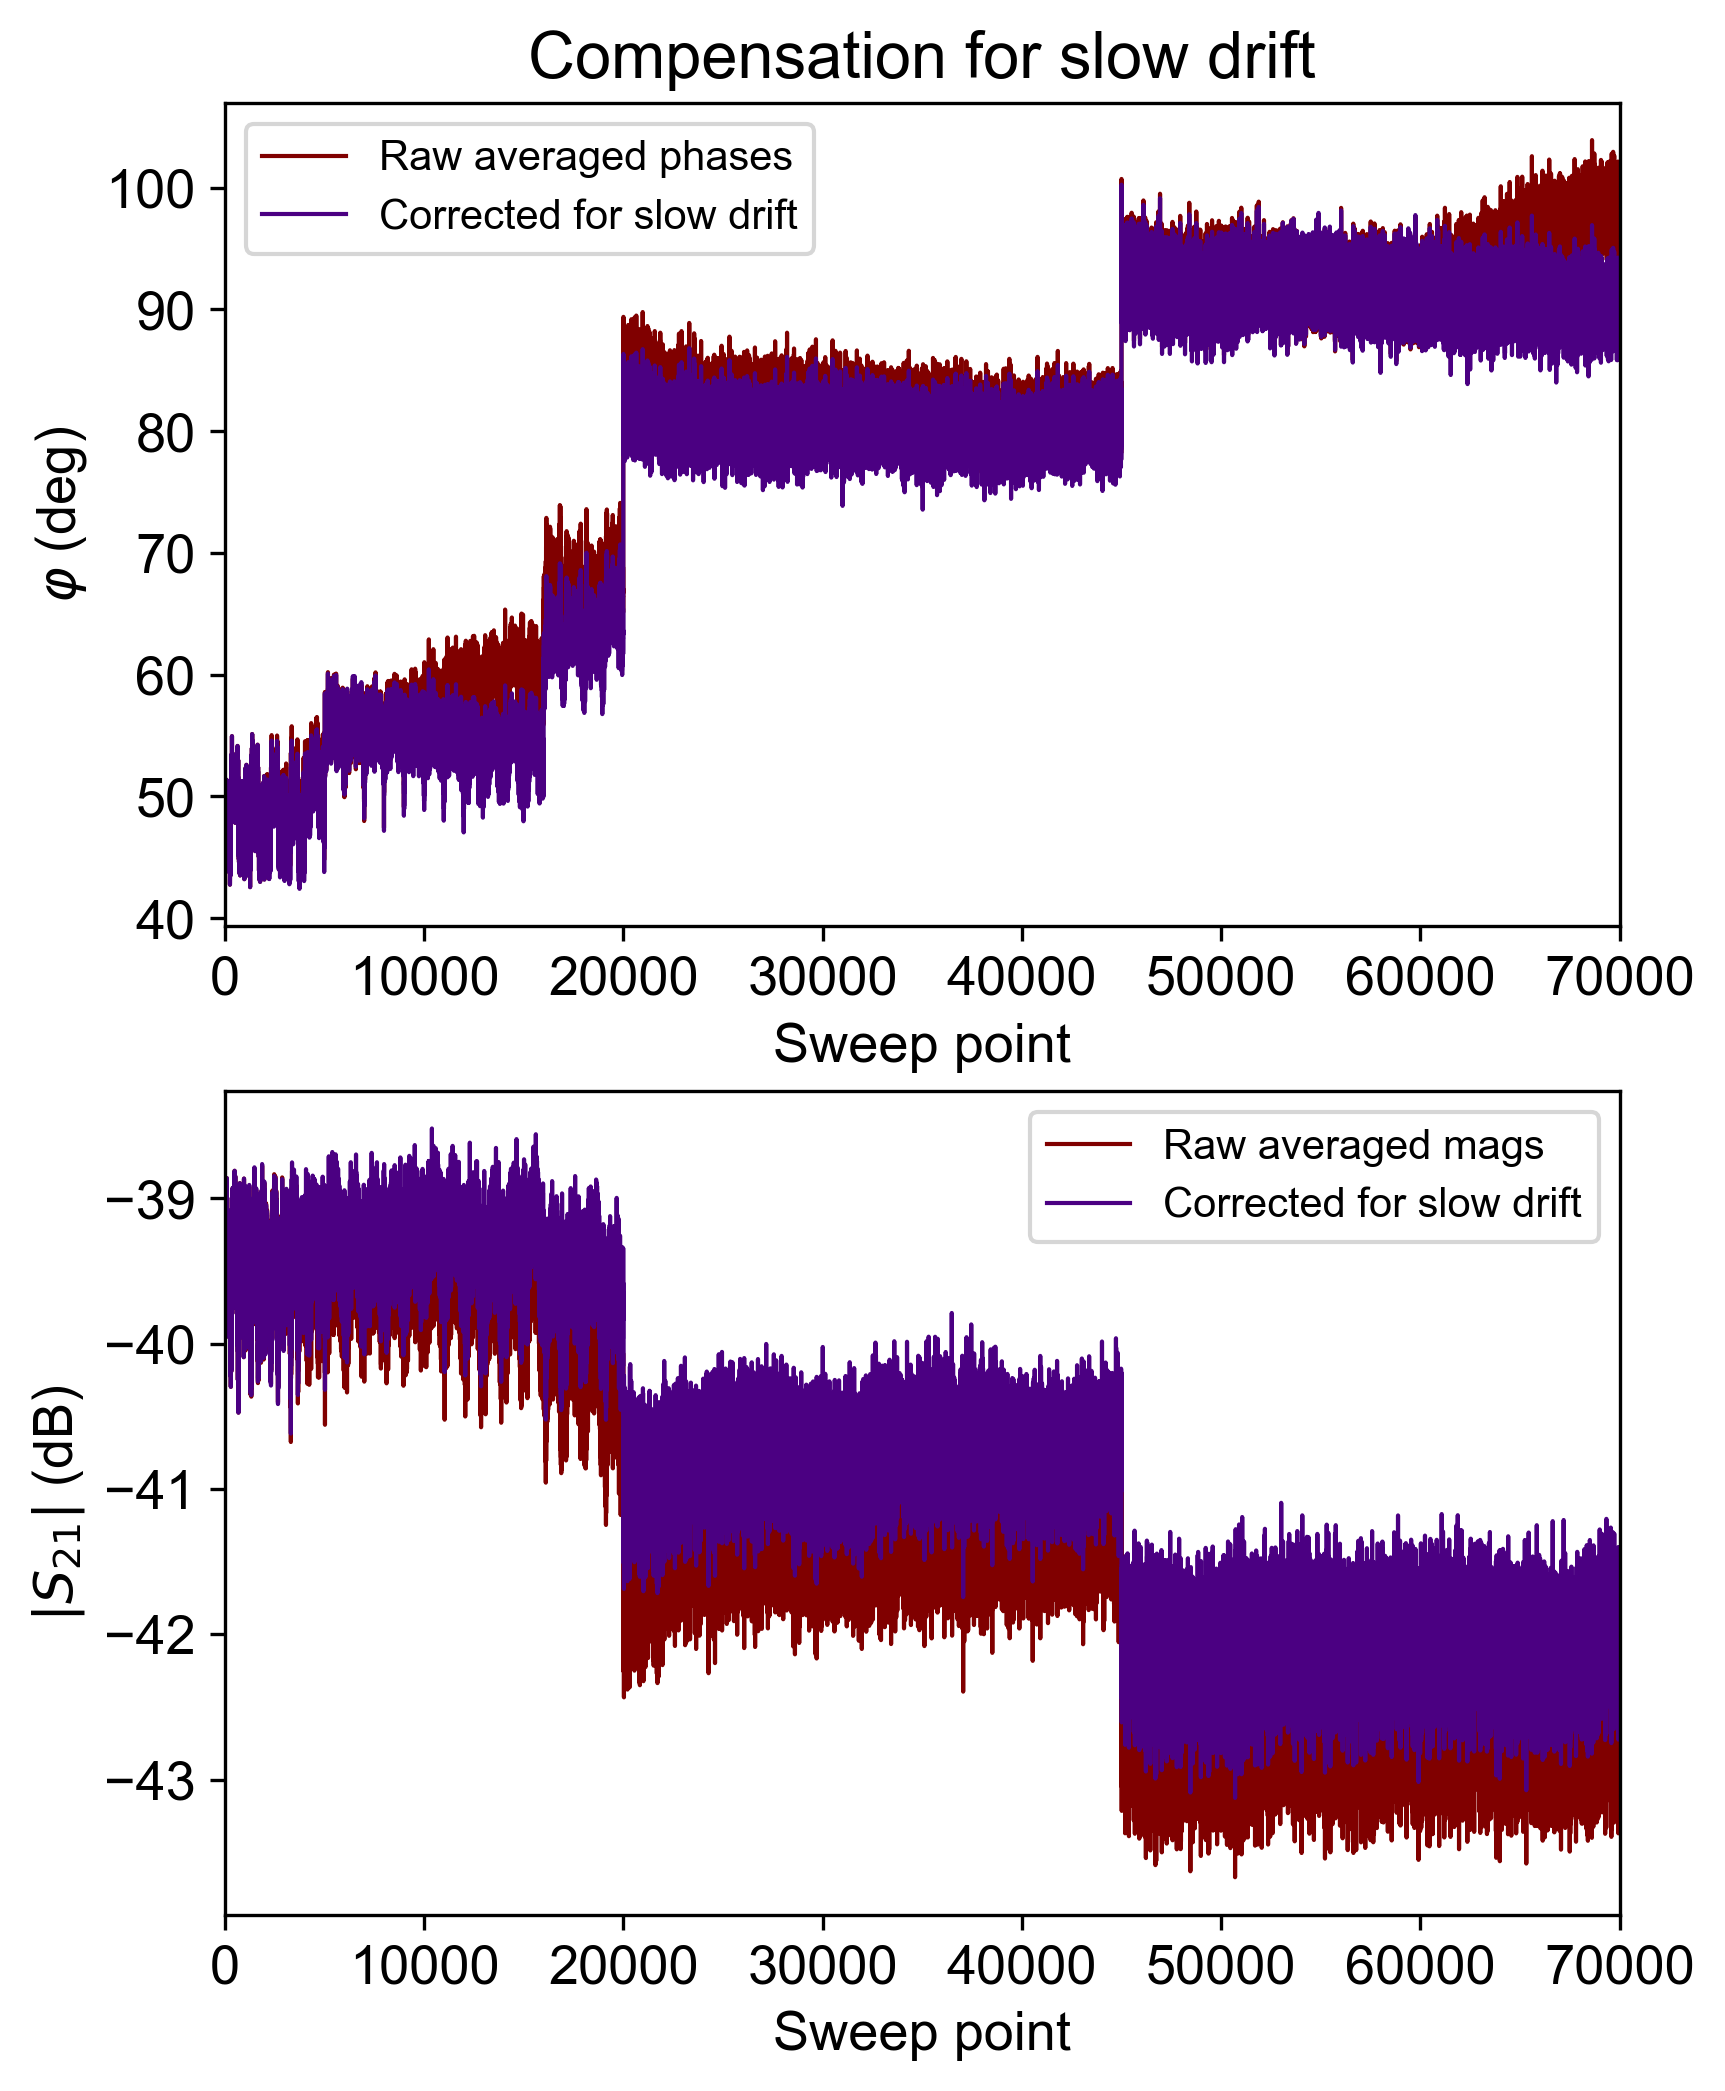 Compensation for slow drift
Raw averaged phases
Corrected for slow drift
100
90
80
70
60
50
40
φ (deg)
0 10000 20000 30000 40000 50000 60000 70000
Sweep point
Raw averaged mags
Corrected for slow drift
−39
−40
−41
−42
−43
|S₂₁| (dB)
0 10000 20000 30000 40000 50000 60000 70000
Sweep point